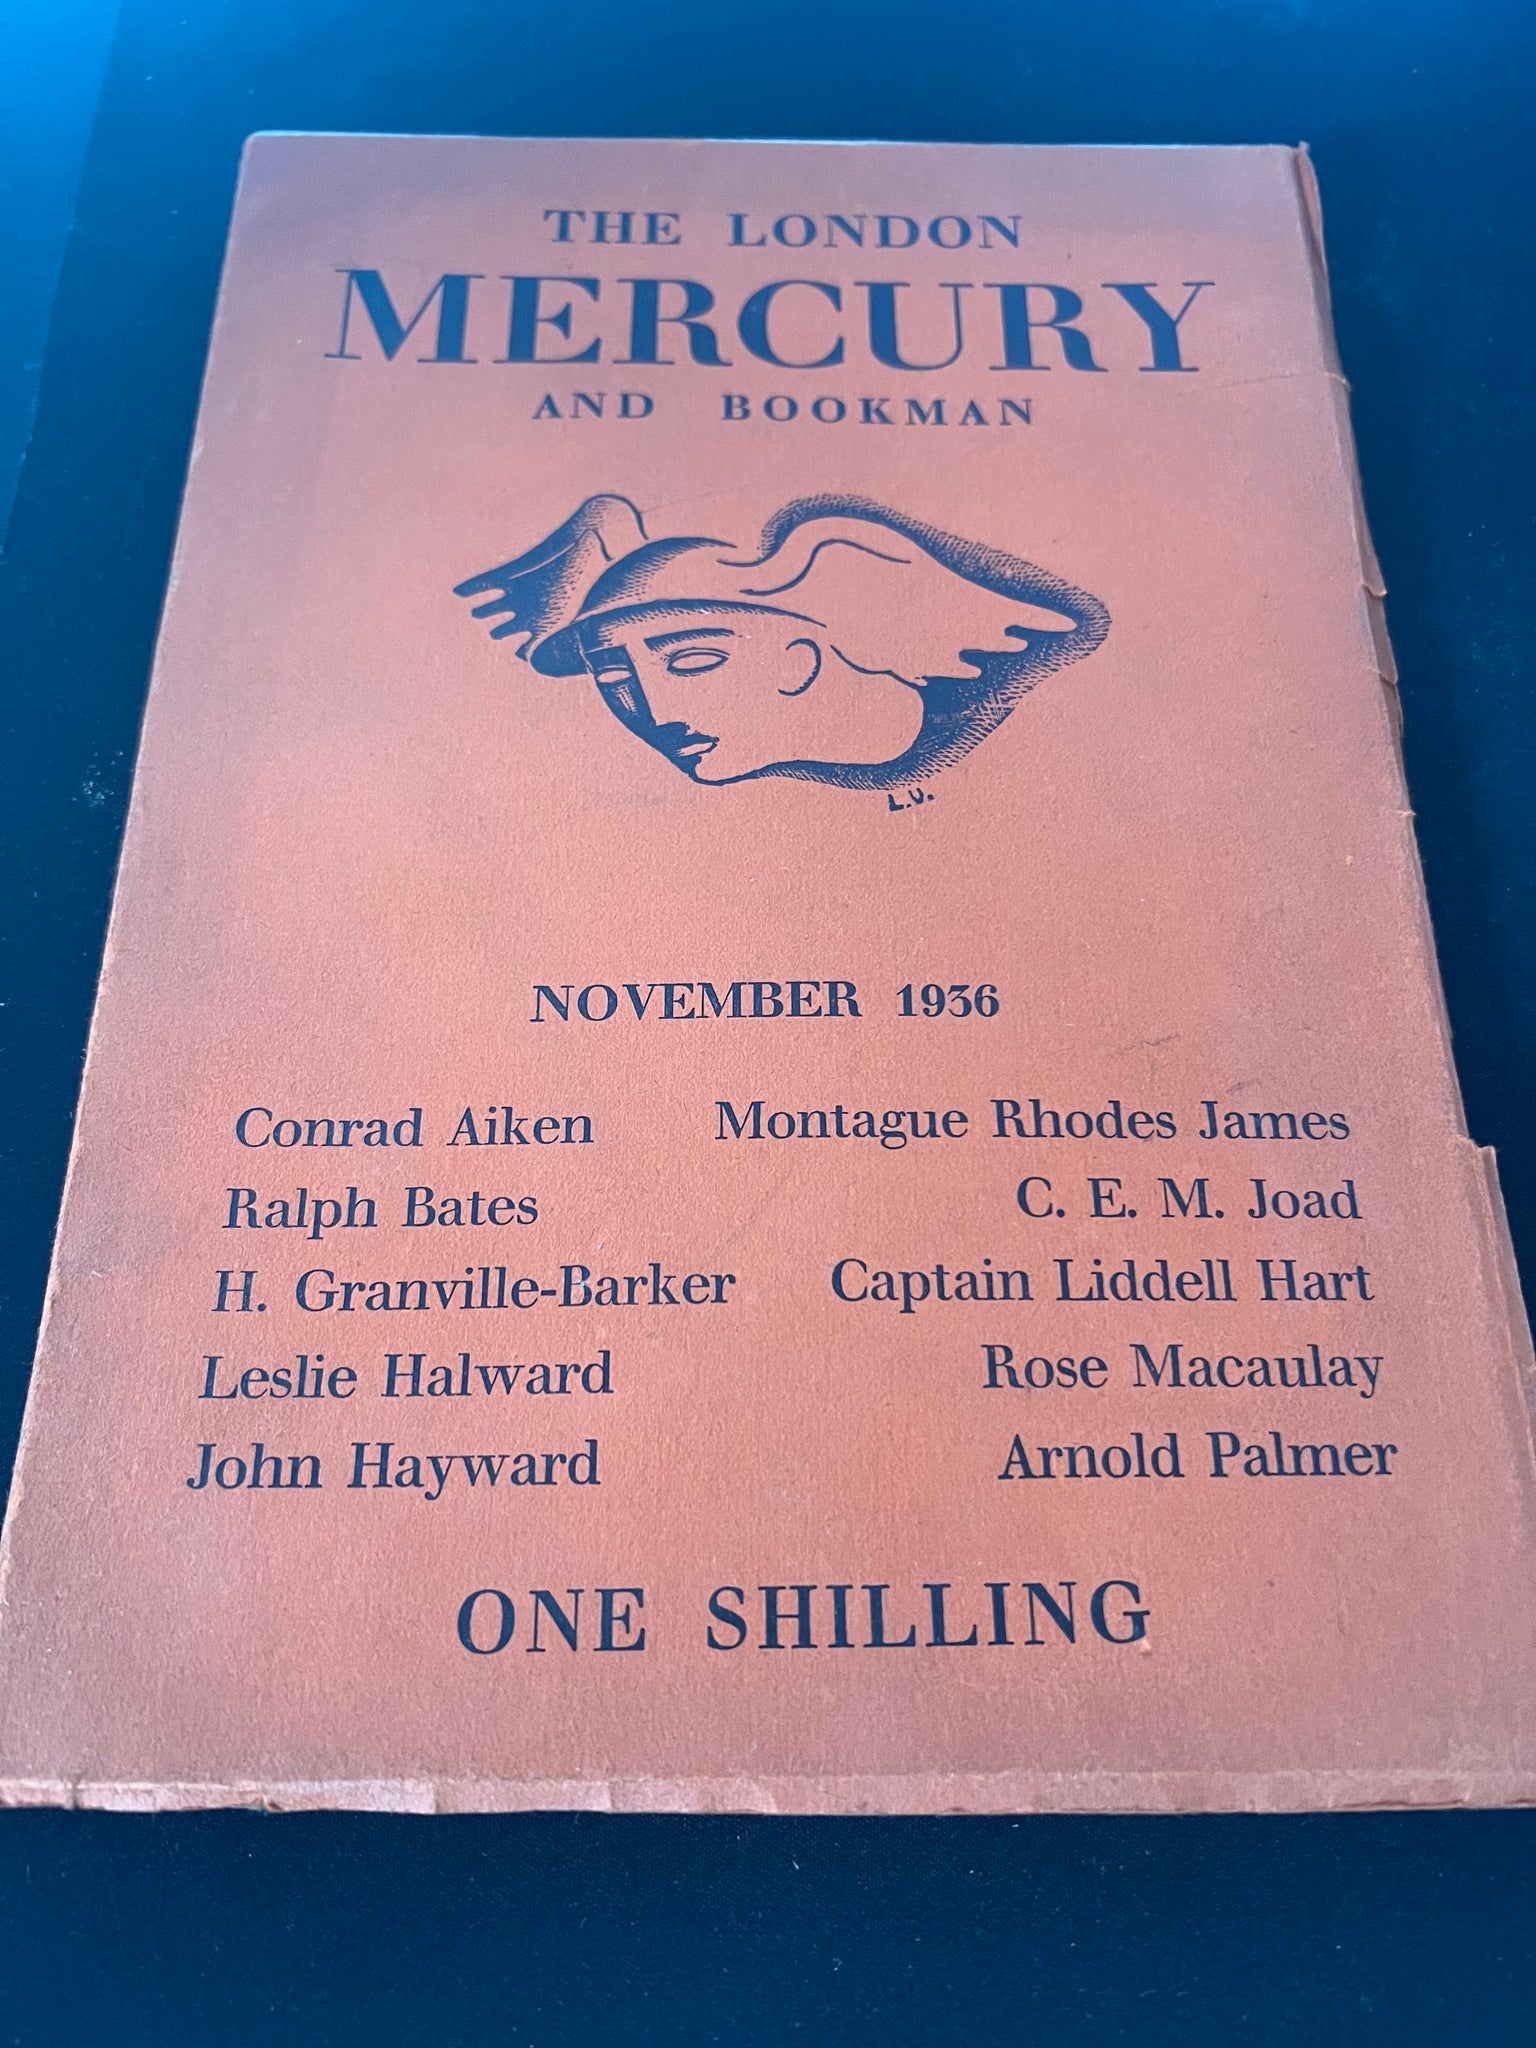 THE LONDON
MERCURY
AND BOOKMAN
L.U.
NOVEMBER 1936
Conrad Aiken Montague Rhodes James
Ralph Bates C. E. M. Joad
H. Granville-Barker Captain Liddell Hart
Leslie Halward Rose Macaulay
John Hayward Arnold Palmer
ONE SHILLING